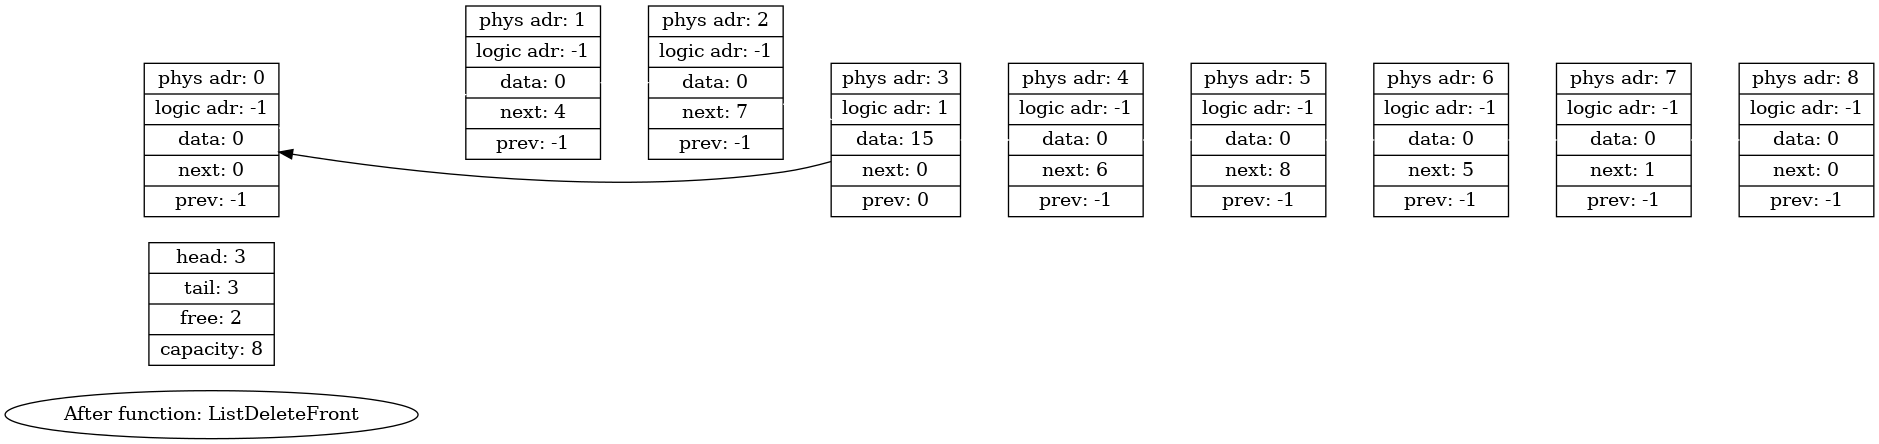 phys adr: 0
logic adr: -1
data: 0
next: 0
prev: -1
phys adr: 1
logic adr: -1
data: 0
next: 4
prev: -1
phys adr: 2
logic adr: -1
data: 0
next: 7
prev: -1
phys adr: 3
logic adr: 1
data: 15
next: 0
prev: 0
phys adr: 4
logic adr: -1
data: 0
next: 6
prev: -1
phys adr: 5
logic adr: -1
data: 0
next: 8
prev: -1
phys adr: 6
logic adr: -1
data: 0
next: 5
prev: -1
phys adr: 7
logic adr: -1
data: 0
next: 1
prev: -1
phys adr: 8
logic adr: -1
data: 0
next: 0
prev: -1
head: 3
tail: 3
free: 2
capacity: 8
After function: ListDeleteFront